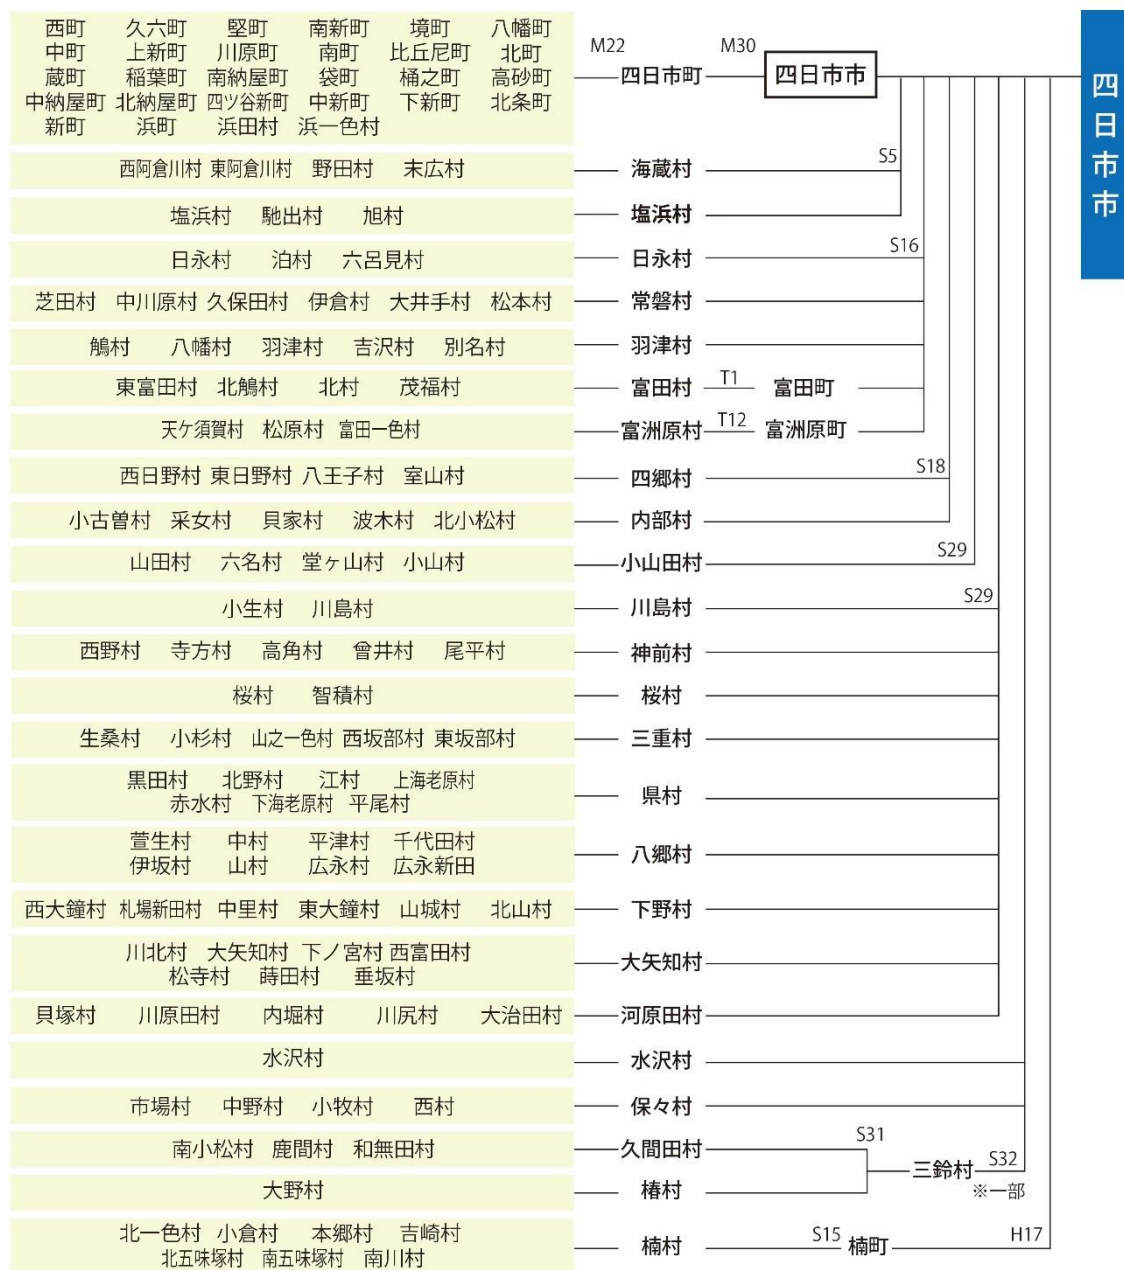 西町 久六町 堅町 南新町 境町 八幡町
中町 上新町 川原町 南町 比丘尼町 北町
蔵町 稲葉町 南納屋町 袋町 桶之町 高砂町
中納屋町 北納屋町 四ツ谷新町 中新町 下新町 北条町
新町 浜町 浜田村 浜一色村
M22
四日市町
M30
四日市市
四日市市
西阿倉川村 東阿倉川村 野田村 末広村
海蔵村
S5
塩浜村 馳出村 旭村
塩浜村
日永村 泊村 六呂見村
日永村
S16
芝田村 中川原村 久保田村 伊倉村 大井手村 松本村
常磐村
鵤村 八幡村 羽津村 吉沢村 別名村
羽津村
東富田村 北鵤村 北村 茂福村
富田村 T1 富田町
天ケ須賀村 松原村 富田一色村
富洲原村 T12 富洲原町
西日野村 東日野村 八王子村 室山村
四郷村
S18
小古曽村 采女村 貝家村 波木村 北小松村
内部村
山田村 六名村 堂ヶ山村 小山村
小山田村
S29
小生村 川島村
川島村
S29
西野村 寺方村 高角村 曾井村 尾平村
神前村
桜村 智積村
桜村
生桑村 小杉村 山之一色村 西坂部村 東坂部村
三重村
黒田村 北野村 江村 上海老原村
赤水村 下海老原村 平尾村
県村
萱生村 中村 平津村 千代田村
伊坂村 山村 広永村 広永新田
八郷村
西大鐘村 札場新田村 中里村 東大鐘村 山城村 北山村
下野村
川北村 大矢知村 下ノ宮村 西富田村
松寺村 蒔田村 垂坂村
大矢知村
貝塚村 川原田村 内堀村 川尻村 大治田村
河原田村
水沢村
水沢村
市場村 中野村 小牧村 西村
保々村
南小松村 鹿間村 和無田村
久間田村
S31
三鈴村 S32
※一部
大野村
椿村
北一色村 小倉村 本郷村 吉崎村
北五味塚村 南五味塚村 南川村
楠村 S15 楠町 H17